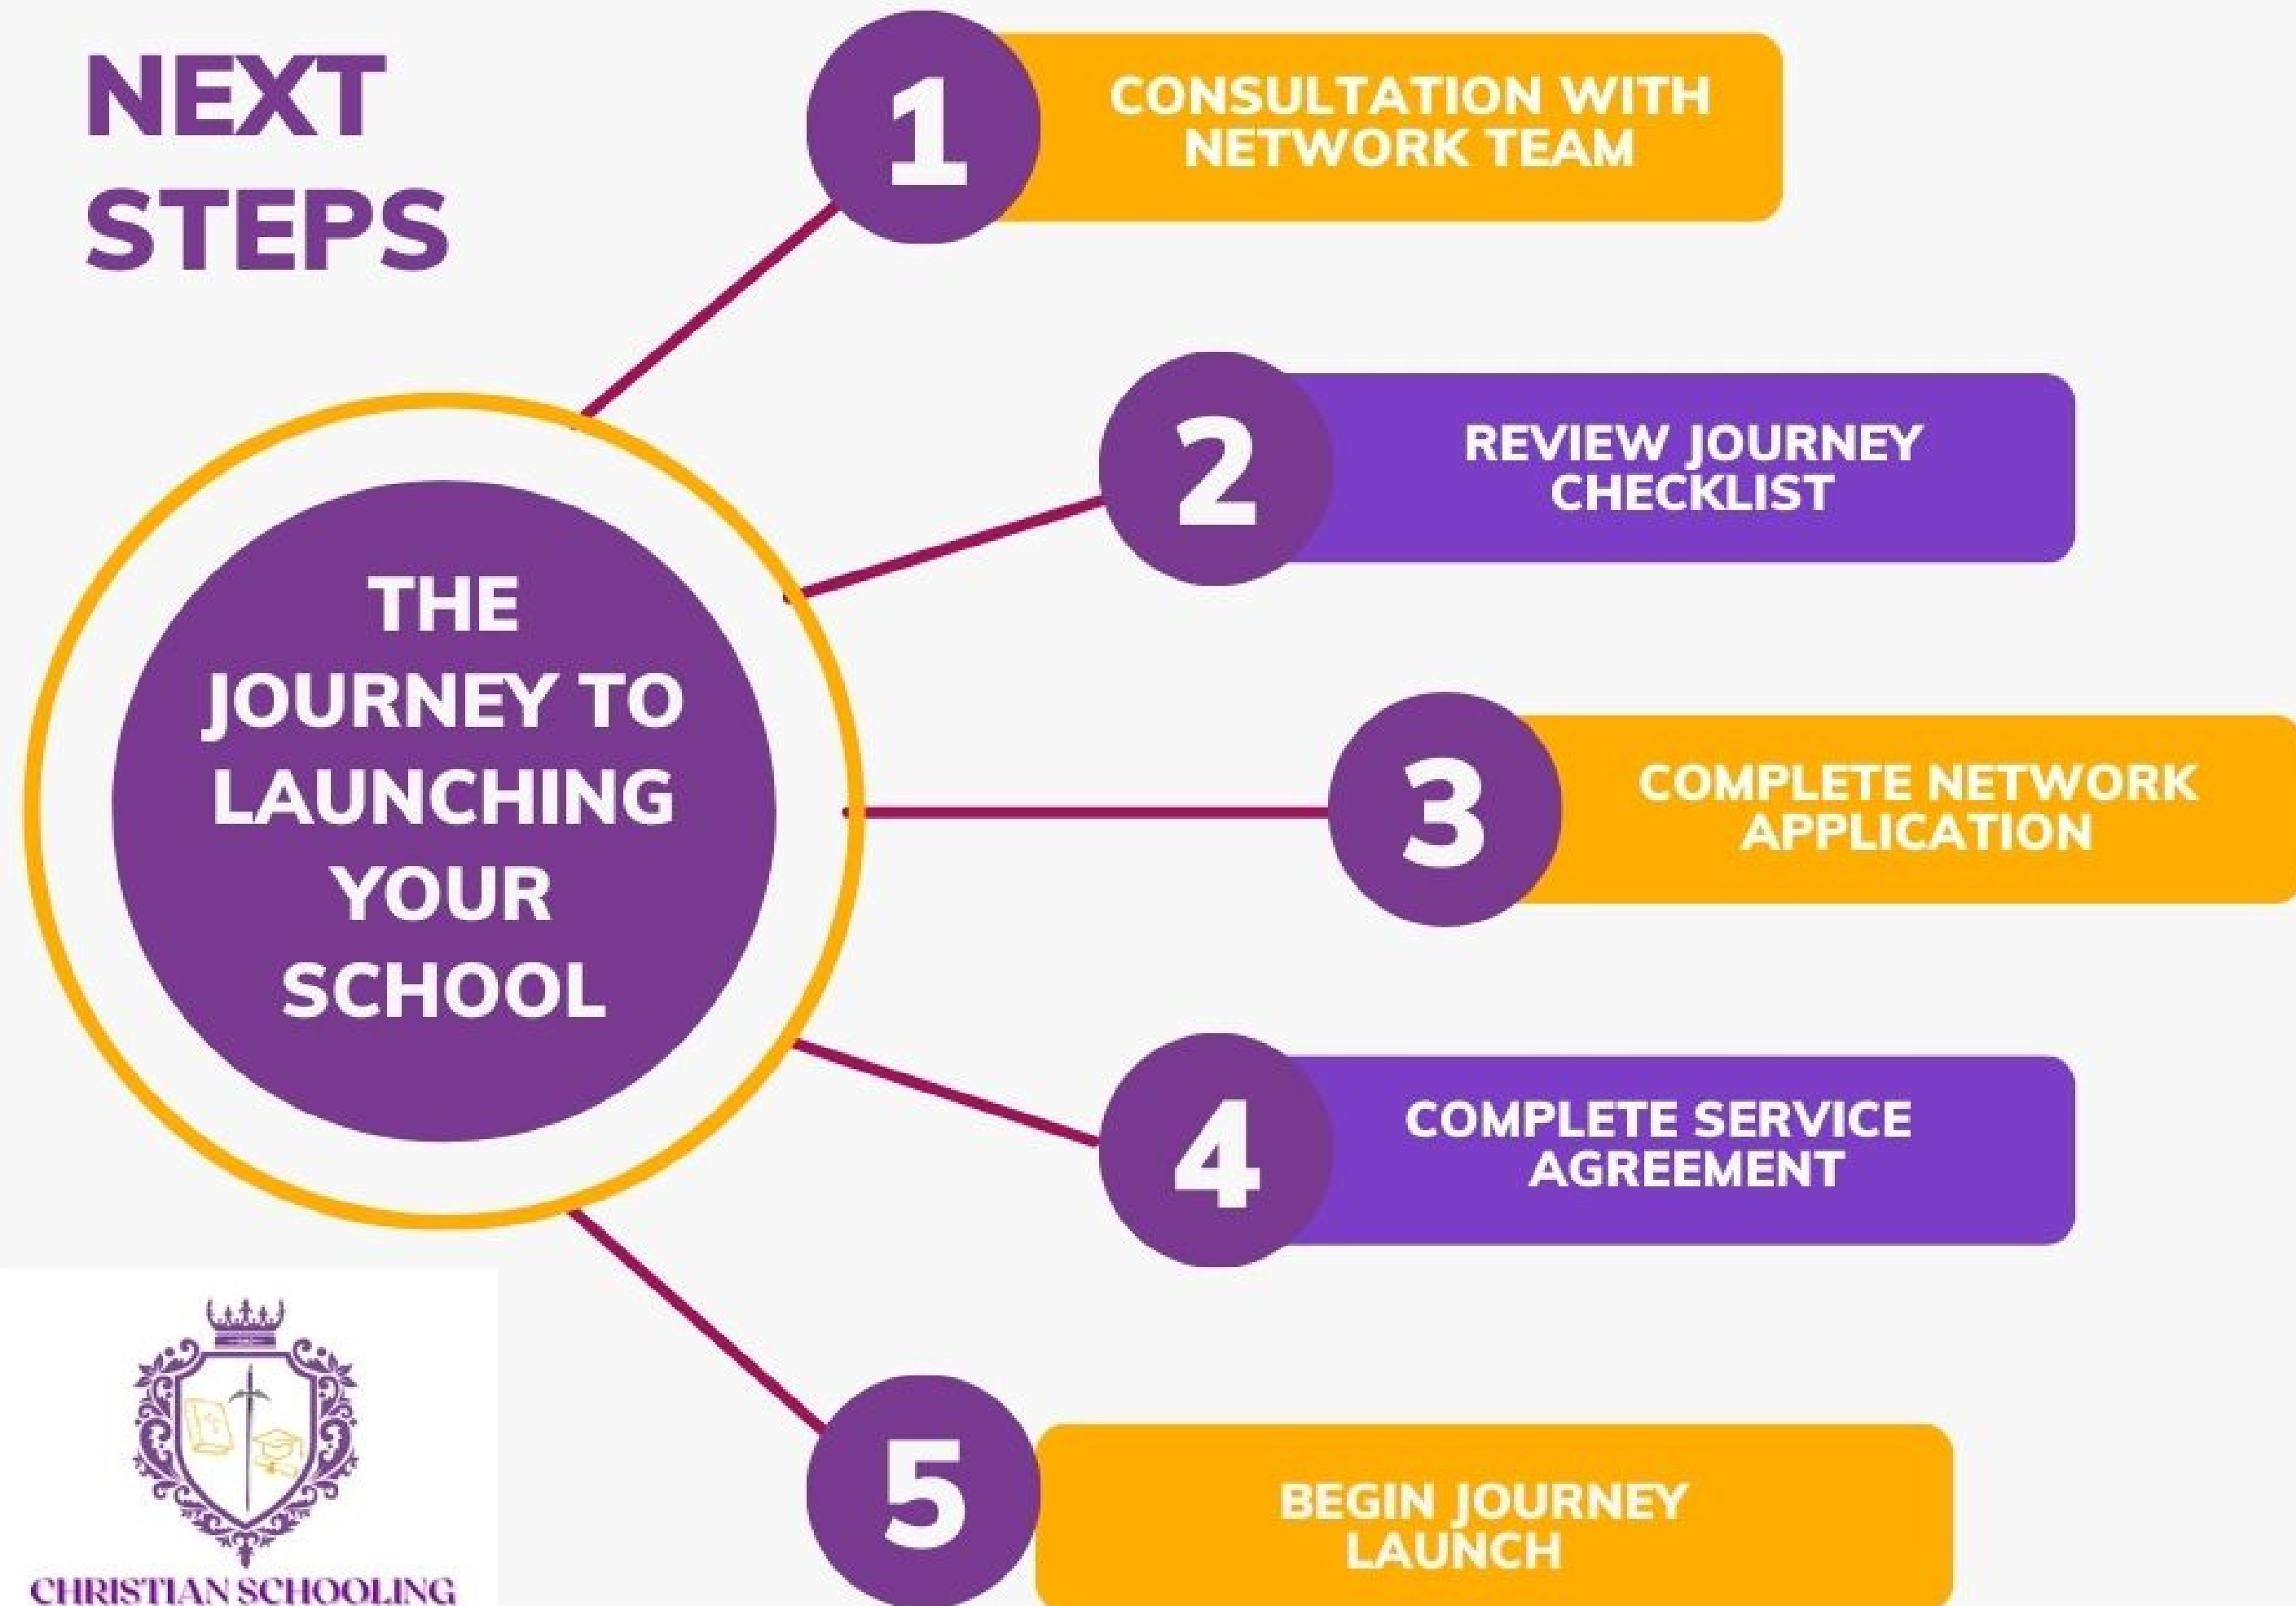 NEXT
STEPS
1
CONSULTATION WITH
NETWORK TEAM
2
REVIEW JOURNEY
CHECKLIST
THE
JOURNEY TO
LAUNCHING
YOUR
SCHOOL
3
COMPLETE NETWORK
APPLICATION
4
COMPLETE SERVICE
AGREEMENT
5
BEGIN JOURNEY
LAUNCH
CHRISTIAN SCHOOLING